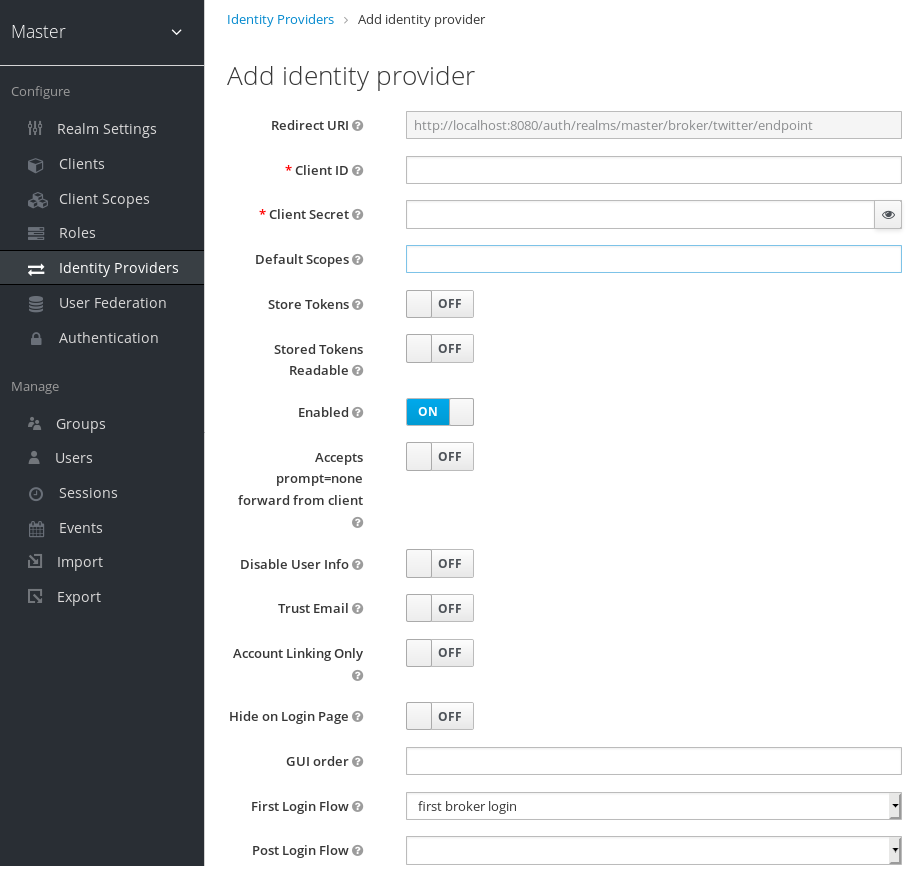 Master
Configure
Realm Settings
Clients
Client Scopes
Roles
Identity Providers
User Federation
Authentication
Manage
Groups
Users
Sessions
Events
Import
Export
Identity Providers > Add identity provider
Add identity provider
Redirect URI http://localhost:8080/auth/realms/master/broker/twitter/endpoint
* Client ID
* Client Secret
Default Scopes
Store Tokens OFF
Stored Tokens OFF
Readable
Enabled ON
Accepts OFF
prompt=none
forward from client
Disable User Info OFF
Trust Email OFF
Account Linking Only OFF
Hide on Login Page OFF
GUI order
First Login Flow first broker login
Post Login Flow